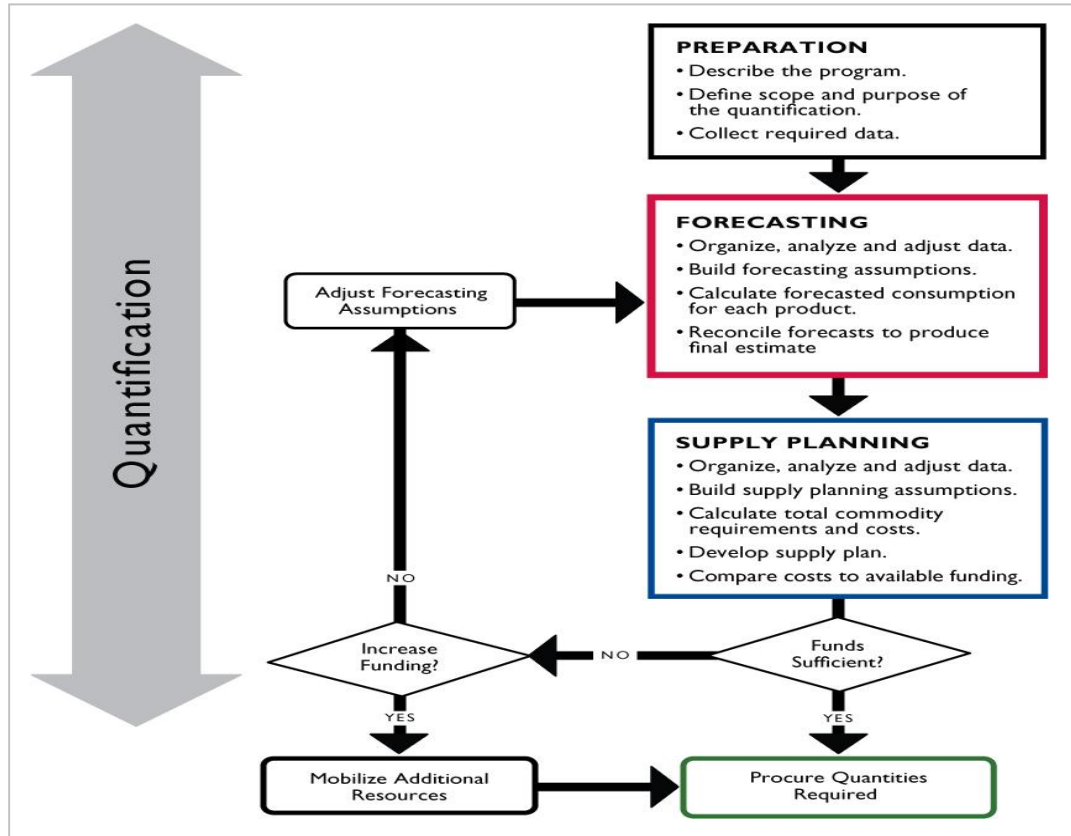 Quantification
PREPARATION
• Describe the program.
• Define scope and purpose of
the quantification.
• Collect required data.
FORECASTING
• Organize, analyze and adjust data.
• Build forecasting assumptions.
• Calculate forecasted consumption
for each product.
• Reconcile forecasts to produce
final estimate
Adjust Forecasting
Assumptions
SUPPLY PLANNING
• Organize, analyze and adjust data.
• Build supply planning assumptions.
• Calculate total commodity
requirements and costs.
• Develop supply plan.
• Compare costs to available funding.
NO
Increase
Funding?
NO
Funds
Sufficient?
YES
YES
Mobilize Additional
Resources
Procure Quantities
Required